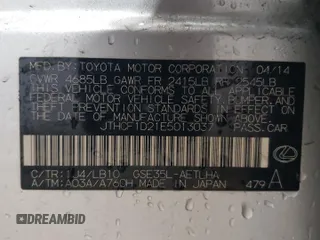 MFD. BY: TOYOTA MOTOR CORPORATION 04/14
GVWR 4685LB GAWR FR 2415LB RR 2545LB
THIS VEHICLE CONFORMS TO ALL APPLICABLE
FEDERAL MOTOR VEHICLE SAFETY, BUMPER,
AND THEFT PREVENTION STANDARDS IN EFFECT ON
THE DATE OF MANUFACTURE SHOWN ABOVE.
JTHCF1D21E5013037 PASS.CAR
C/TR: 1J4/LB10 GSE35L-AETLHA
A/TM: A03A/A760H MADE IN JAPAN 479 A
© DRIVEBIDWIN